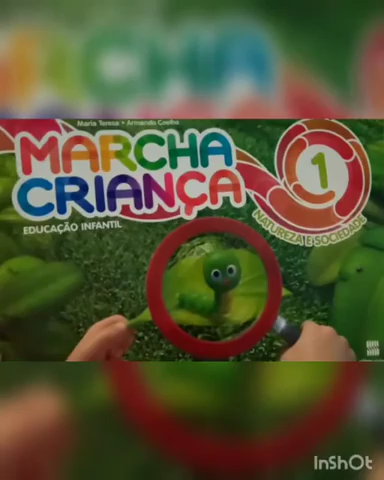 Maria Teresa • Armando Coelho
MARCHA
CRIANÇA
EDUCAÇÃO INFANTIL
1
NATUREZA E SOCIEDADE
InShOt